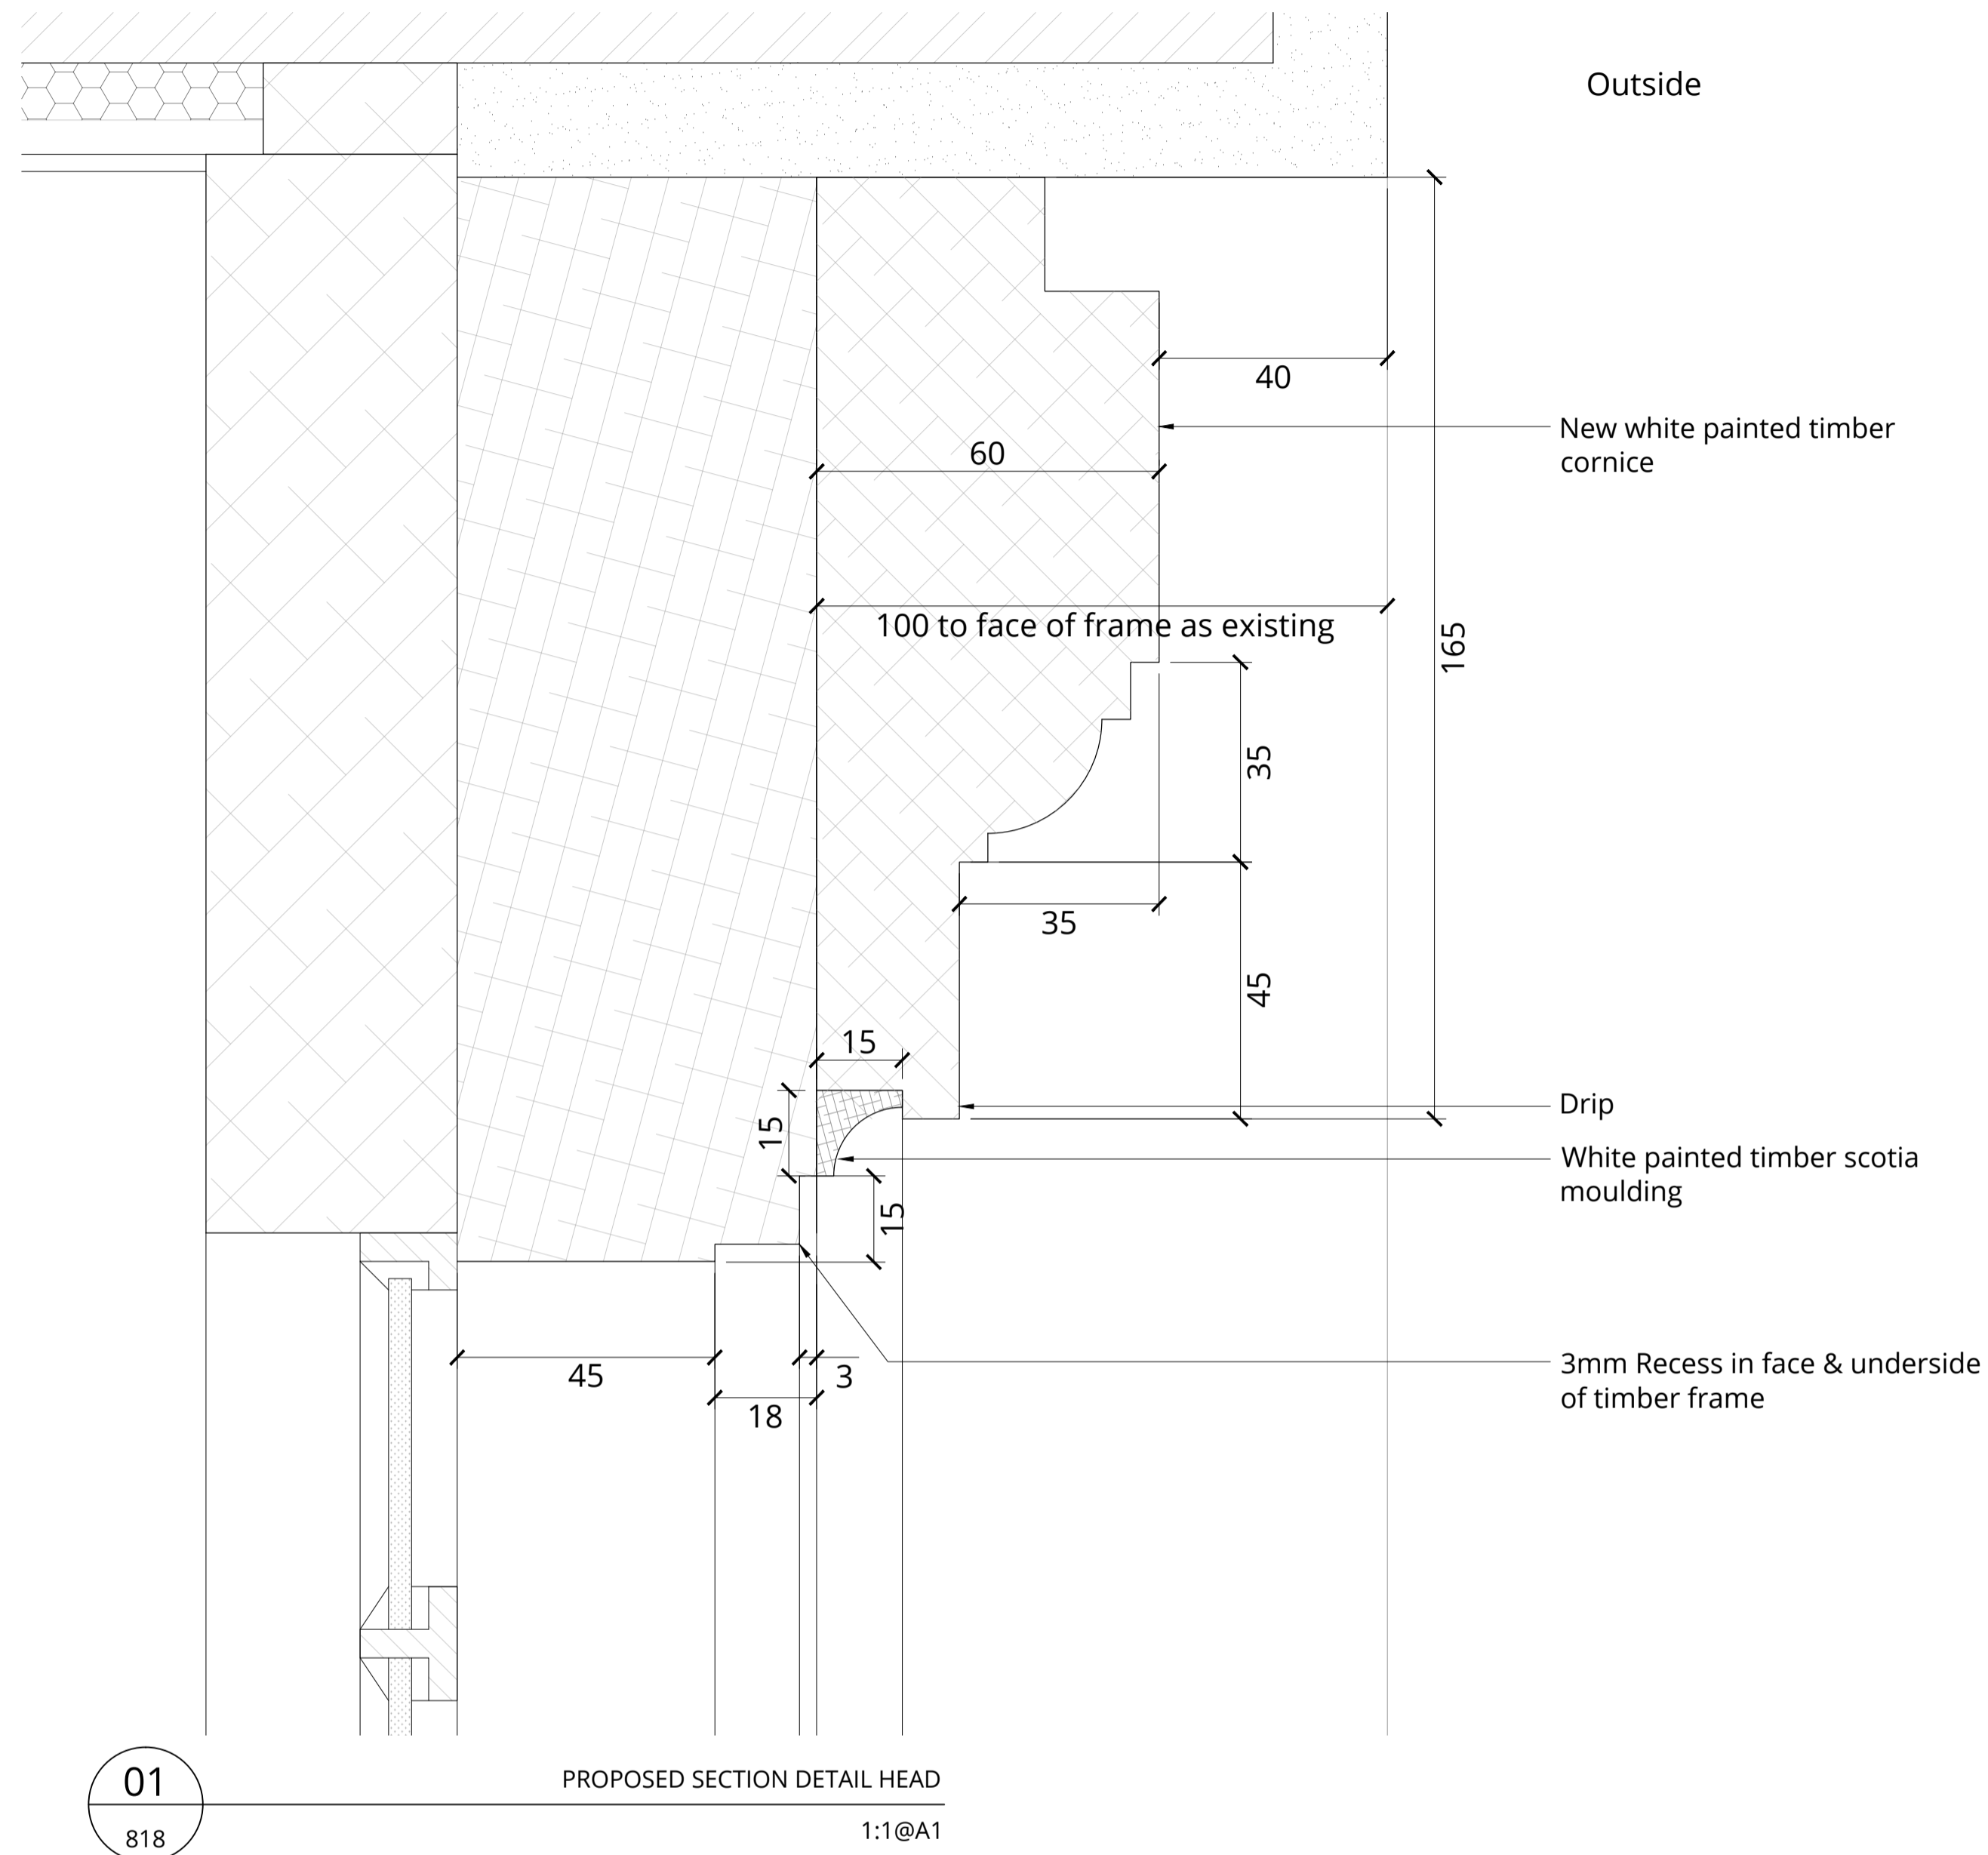 Outside
40
New white painted timber
cornice
60
100 to face of frame as existing
165
35
35
45
15
15
Drip
White painted timber scotia
moulding
15
3mm Recess in face & underside
of timber frame
45
3
18
01
PROPOSED SECTION DETAIL HEAD
818
1:1@A1